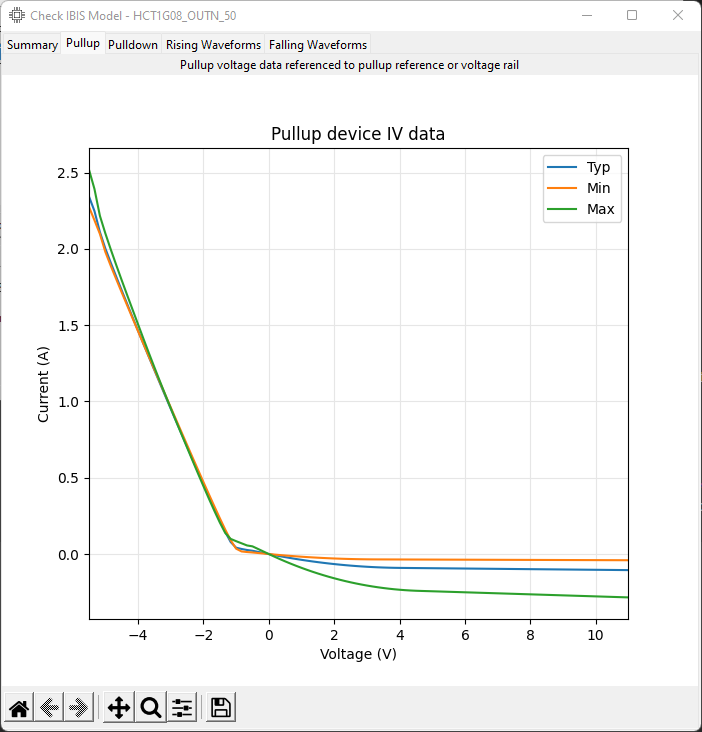 Check IBIS Model - HCT1G08_OUTN_50
Summary Pullup Pulldown Rising Waveforms Falling Waveforms
Pullup voltage data referenced to pullup reference or voltage rail
Pullup device IV data
Typ
Min
Max
2.5
2.0
1.5
1.0
0.5
0.0
Current (A)
−4 −2 0 2 4 6 8 10
Voltage (V)